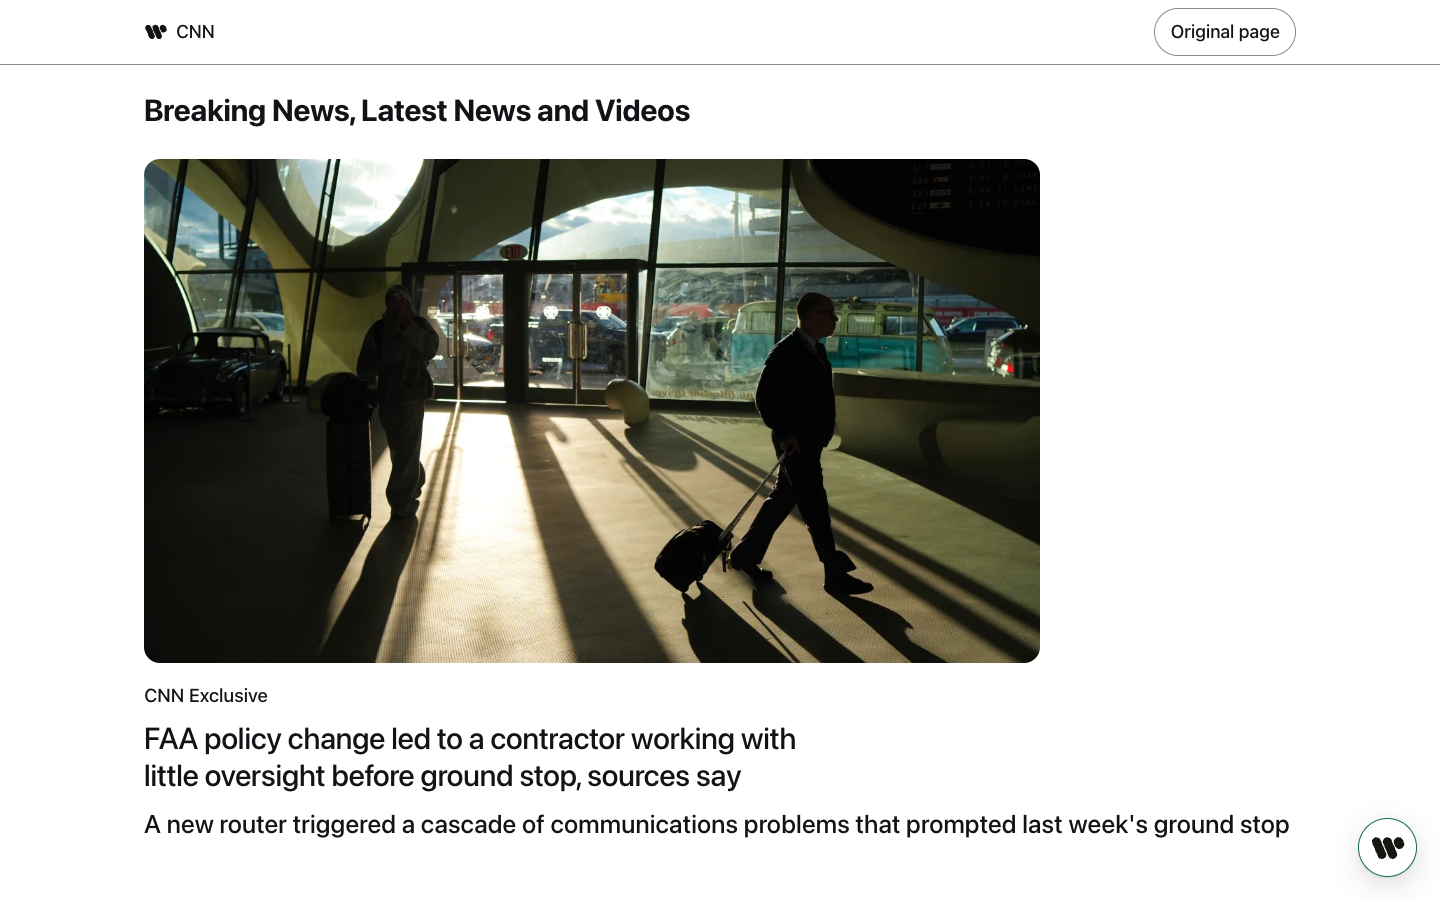 CNN
Original page
Breaking News, Latest News and Videos
EXIT
CNN Exclusive
FAA policy change led to a contractor working with
little oversight before ground stop, sources say
A new router triggered a cascade of communications problems that prompted last week's ground stop